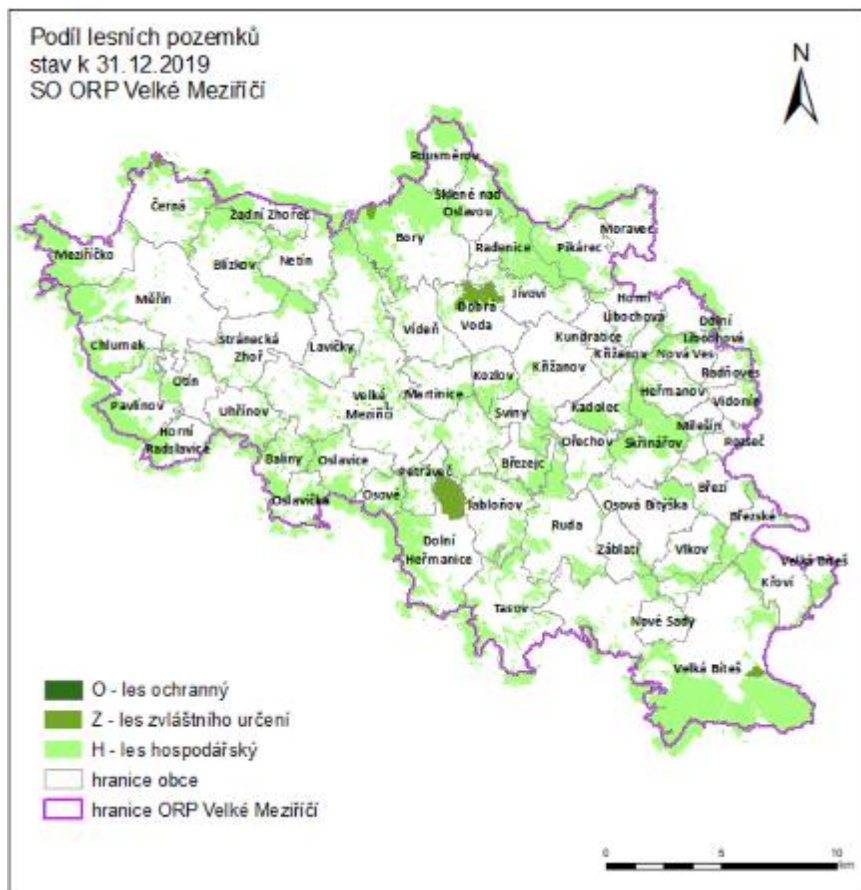 Podíl lesních pozemků
stav k 31.12.2019
SO ORP Velké Meziříčí
N
Rousměrov
Sklené nad
Oslavou
Černá
Zadní Zhořec
Bory
Radenice
Pikárec
Moravec
Meziříčko
Blízkov
Netín
Měřín
Dobrá
Voda
Jívoví
Horní
Libochová
Dolní
Libochová
Vídeň
Kundratice
Křižanov
Nová Ves
Chlumek
Stránecká
Zhoř
Lavičky
Křižanov
Rodňoves
Otín
Kozlov
Heřmanov
Vidonín
Velké
Meziříčí
Martinice
Pavlínov
Uhřínov
Sviny
Kadolec
Milešín
Horní
Radslavice
Ořechov
Skřinářov
Rozseč
Baliny
Oslavice
Petráveč
Březejc
Březí
Oslavička
Osové
Jabloňov
Osová Bítýška
Březské
Ruda
Dolní
Heřmanice
Záblatí
Vlkov
Velká Bíteš
Křoví
Tasov
Nové Sady
Velká Bíteš
O - les ochranný
Z - les zvláštního určení
H - les hospodářský
hranice obce
hranice ORP Velké Meziříčí
0 5 10
km